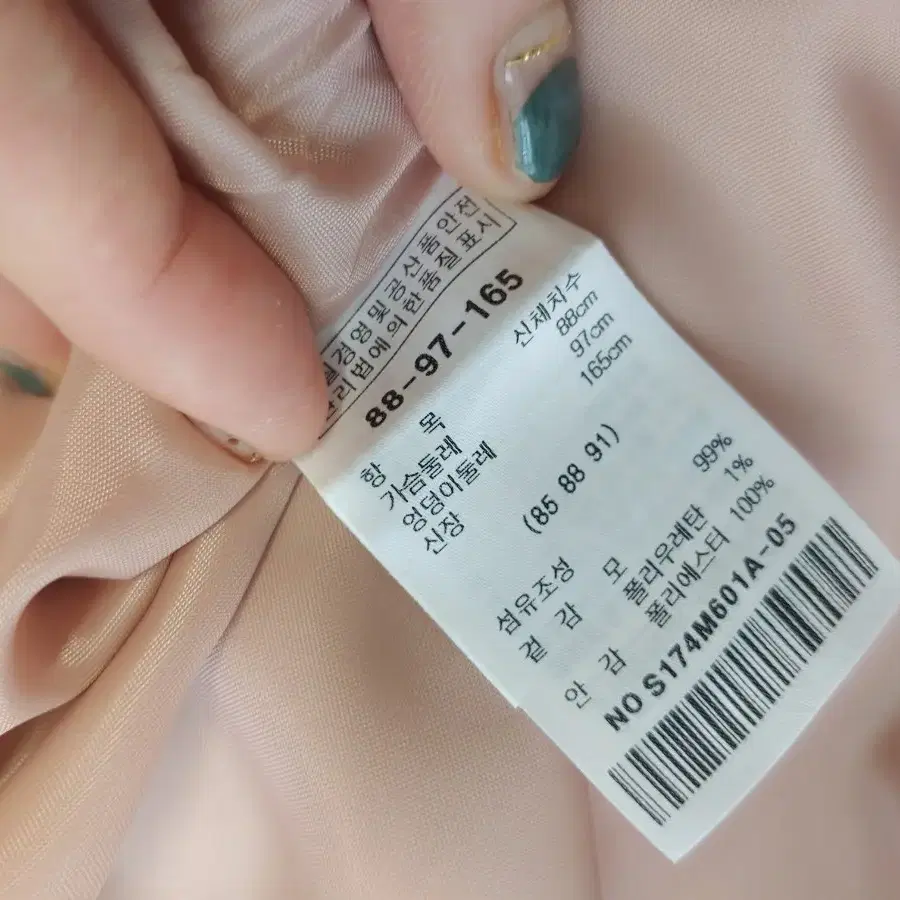 경영및공산품안전
리법에의한품질표시
88-97-165
항 목 신체치수
가슴둘레 88cm
엉덩이둘레 97cm
신장 165cm
(85 88 91)
섬유조성
겉 감 모 99%
폴리우레탄 1%
안 감 폴리에스터 100%
NO S174M601A-05